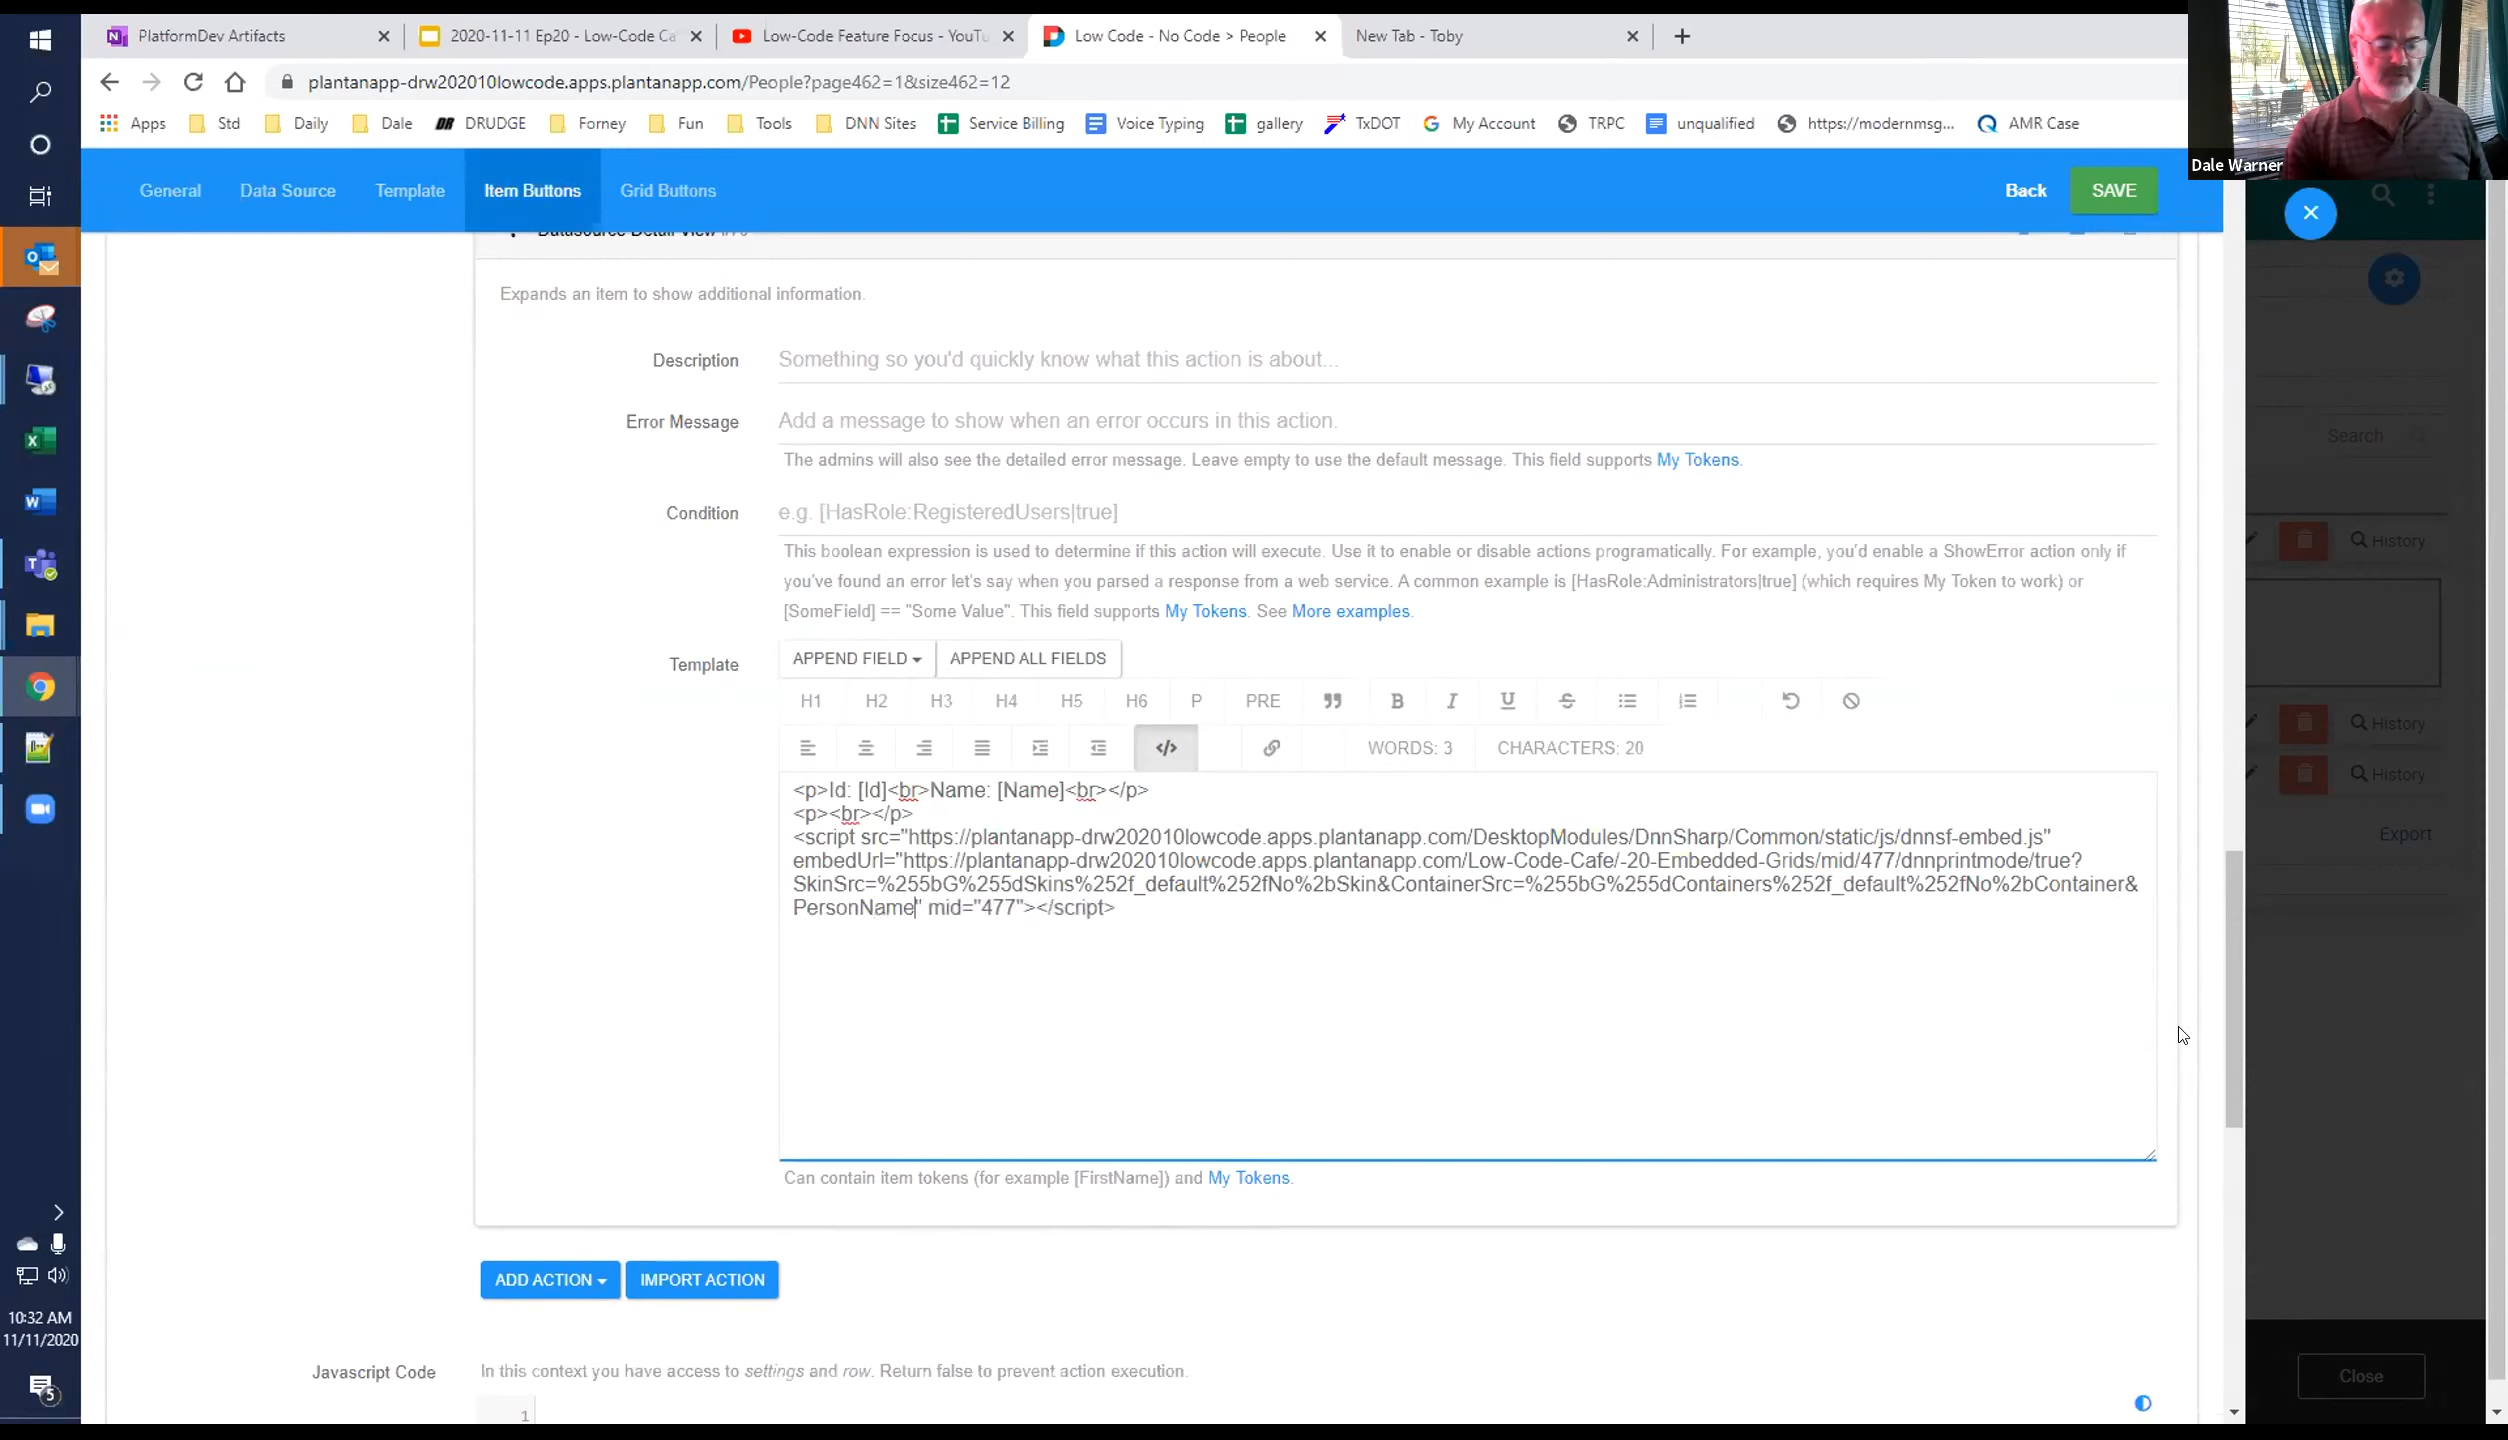 PlatformDev Artifacts
2020-11-11 Ep20 - Low-Code Ca
Low-Code Feature Focus - YouTu
Low Code - No Code > People
New Tab - Toby
plantanapp-drw202010lowcode.apps.plantanapp.com/People?page462=1&size462=12
Apps Std Daily Dale DRUDGE Forney Fun Tools DNN Sites Service Billing Voice Typing gallery TxDOT My Account TRPC unqualified https://modernmsg... AMR Case
Dale Warner
General Data Source Template Item Buttons Grid Buttons Back SAVE
Datasource Detail View
Expands an item to show additional information.
Description Something so you'd quickly know what this action is about...
Error Message Add a message to show when an error occurs in this action.
The admins will also see the detailed error message. Leave empty to use the default message. This field supports My Tokens.
Condition e.g. [HasRole:RegisteredUsers|true]
This boolean expression is used to determine if this action will execute. Use it to enable or disable actions programatically. For example, you'd enable a ShowError action only if
you've found an error let's say when you parsed a response from a web service. A common example is [HasRole:Administrators|true] (which requires My Token to work) or
[SomeField] == "Some Value". This field supports My Tokens. See More examples.
Template APPEND FIELD APPEND ALL FIELDS
H1 H2 H3 H4 H5 H6 P PRE B I U S
</> WORDS: 3 CHARACTERS: 20
<p>Id: [Id]<br>Name: [Name]<br></p>
<p><br></p>
<script src="https://plantanapp-drw202010lowcode.apps.plantanapp.com/DesktopModules/DnnSharp/Common/static/js/dnnsf-embed.js"
embedUrl="https://plantanapp-drw202010lowcode.apps.plantanapp.com/Low-Code-Cafe/-20-Embedded-Grids/mid/477/dnnprintmode/true?
SkinSrc=%255bG%255dSkins%252f_default%252fNo%2bSkin&ContainerSrc=%255bG%255dContainers%252f_default%252fNo%2bContainer&
PersonName" mid="477"></script>
Can contain item tokens (for example [FirstName]) and My Tokens.
ADD ACTION IMPORT ACTION
Javascript Code In this context you have access to settings and row. Return false to prevent action execution.
1
Search
History
History
History
Export
Close
10:32 AM
11/11/2020
5